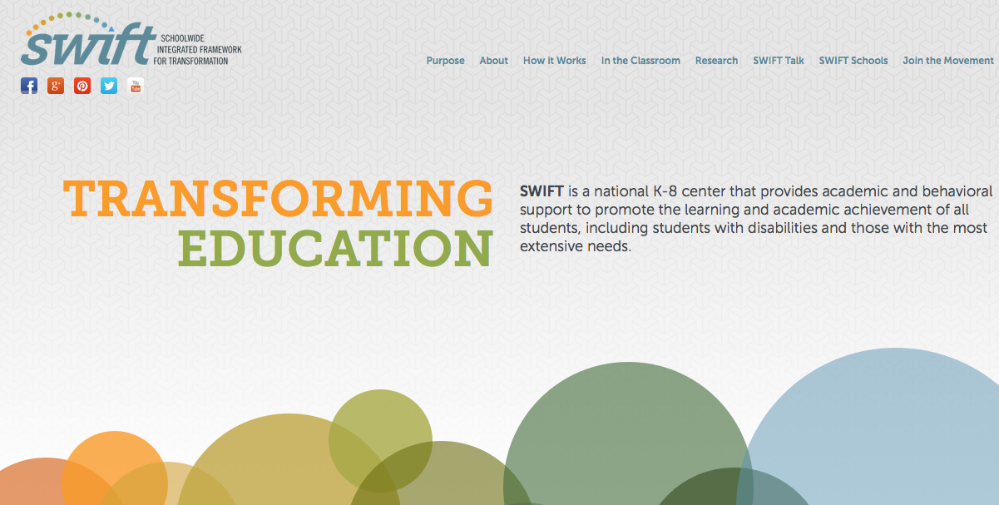 swift
SCHOOLWIDE
INTEGRATED FRAMEWORK
FOR TRANSFORMATION
Purpose About How it Works In the Classroom Research SWIFT Talk SWIFT Schools Join the Movement
f g+ You Tube
TRANSFORMING
EDUCATION
SWIFT is a national K-8 center that provides academic and behavioral
support to promote the learning and academic achievement of all
students, including students with disabilities and those with the most
extensive needs.